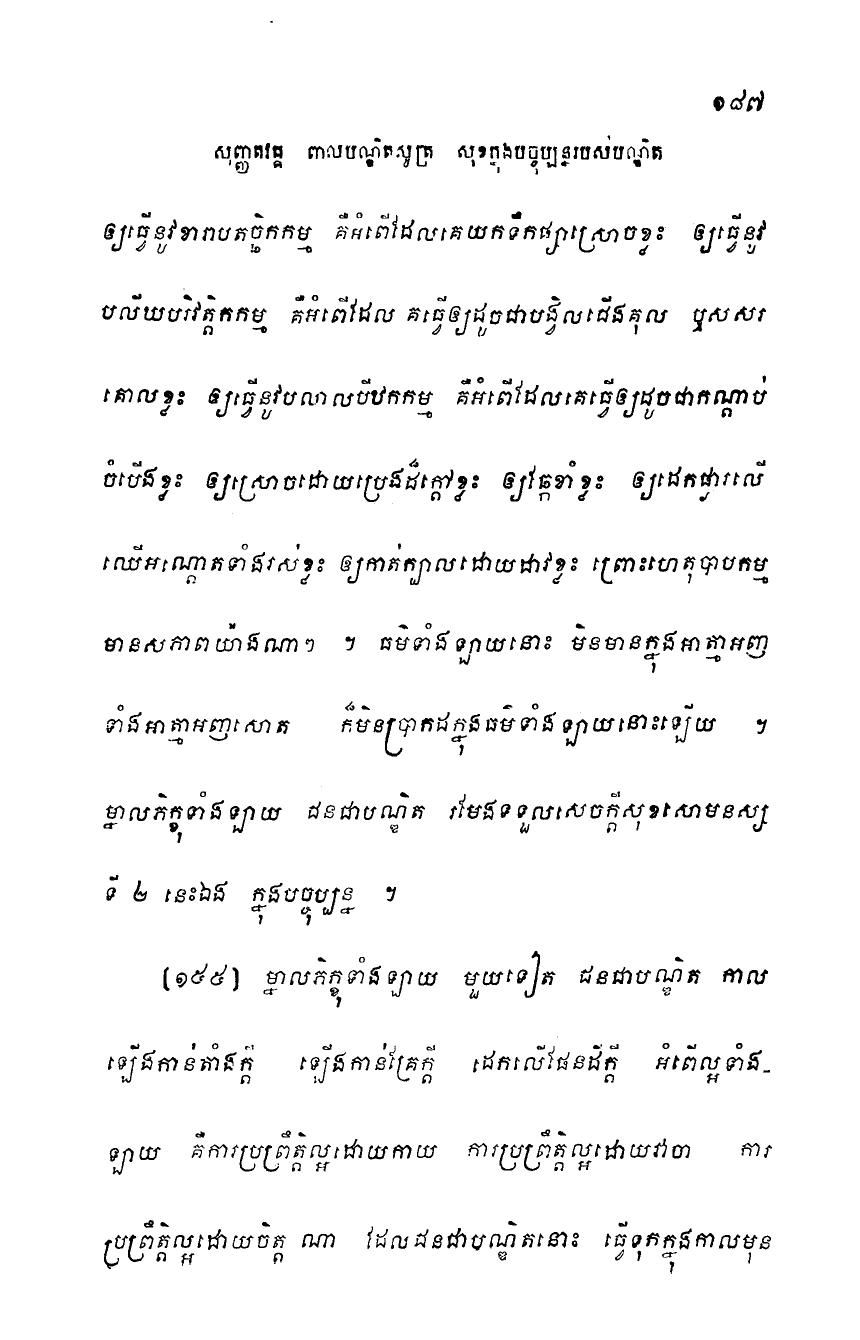 ១៨៧
សុញ្ញតវគ្គ ពាលបណ្ឌិតសូត្រ សុខក្នុងបច្ចុប្បន្នរបស់បណ្ឌិត
ឲ្យធ្វើនូវខារាបតច្ឆិកកម្ម គឺអំពើដែលគេយកទឹកផ្សាស្រោចខ្លះ ឲ្យធ្វើនូវ
បលីយបរិវត្តិកកម្ម គឺអំពើដែល គធ្វើឲ្យដូចជាបង្វិលជើងគុល ឬសសរ
គោលខ្លះ ឲ្យធ្វើនូវបលាលបីឋកកម្ម គឺអំពើដែលគេធ្វើឲ្យដូចជាកណ្តាប់
ចំបើងខ្លះ ឲ្យស្រោចដោយប្រេងដ៏ក្តៅខ្លះ ឲ្យឆ្កែខាំខ្លះ ឲ្យដេកផ្ងារលើ
ឈើអណ្តោតទាំងរស់ខ្លះ ឲ្យកាត់ក្បាលដោយដាវខ្លះ ព្រោះហេតុបាបកម្ម
មានសភាពយ៉ាងណាៗ ។ ធម៌ទាំងឡាយនោះ មិនមានក្នុងអាត្មាអញ
ទាំងអាត្មាអញសោត ក៏មិនប្រាកដក្នុងធម៌ទាំងឡាយនោះឡើយ ។
ម្នាលភិក្ខុទាំងឡាយ ជនជាបណ្ឌិត រមែងទទួលសេចក្តីសុខសោមនស្ស
ទី ២ នេះឯង ក្នុងបច្ចុប្បន្ន ។
[១៥៥] ម្នាលភិក្ខុទាំងឡាយ មួយទៀត ជនជាបណ្ឌិត កាល
ឡើងកាន់តាំងក្តី ឡើងកាន់គ្រែក្តី ដេកលើផែនដីក្តី អំពើល្អទាំង-
ឡាយ គឺការប្រព្រឹត្តិល្អដោយកាយ ការប្រព្រឹត្តិល្អដោយវាចា ការ
ប្រព្រឹត្តិល្អដោយចិត្ត ណា ដែលជនជាបណ្ឌិតនោះ ធ្វើទុកក្នុងកាលមុន